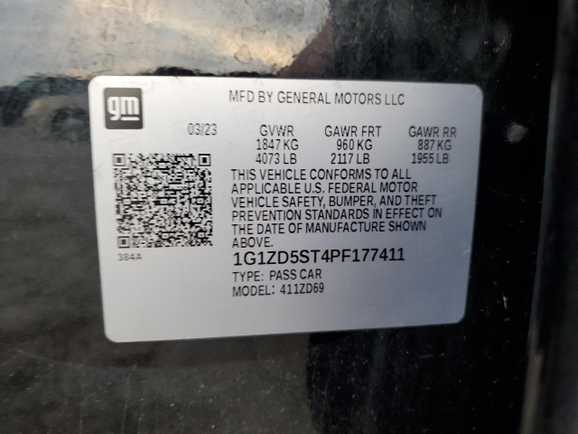 gm
MFD BY GENERAL MOTORS LLC
03/23 GVWR GAWR FRT GAWR RR
1847 KG 960 KG 887 KG
4073 LB 2117 LB 1955 LB
THIS VEHICLE CONFORMS TO ALL
APPLICABLE U.S. FEDERAL MOTOR
VEHICLE SAFETY, BUMPER, AND THEFT
PREVENTION STANDARDS IN EFFECT ON
THE DATE OF MANUFACTURE SHOWN
ABOVE.
384A
1G1ZD5ST4PF177411
TYPE: PASS CAR
MODEL: 411ZD69